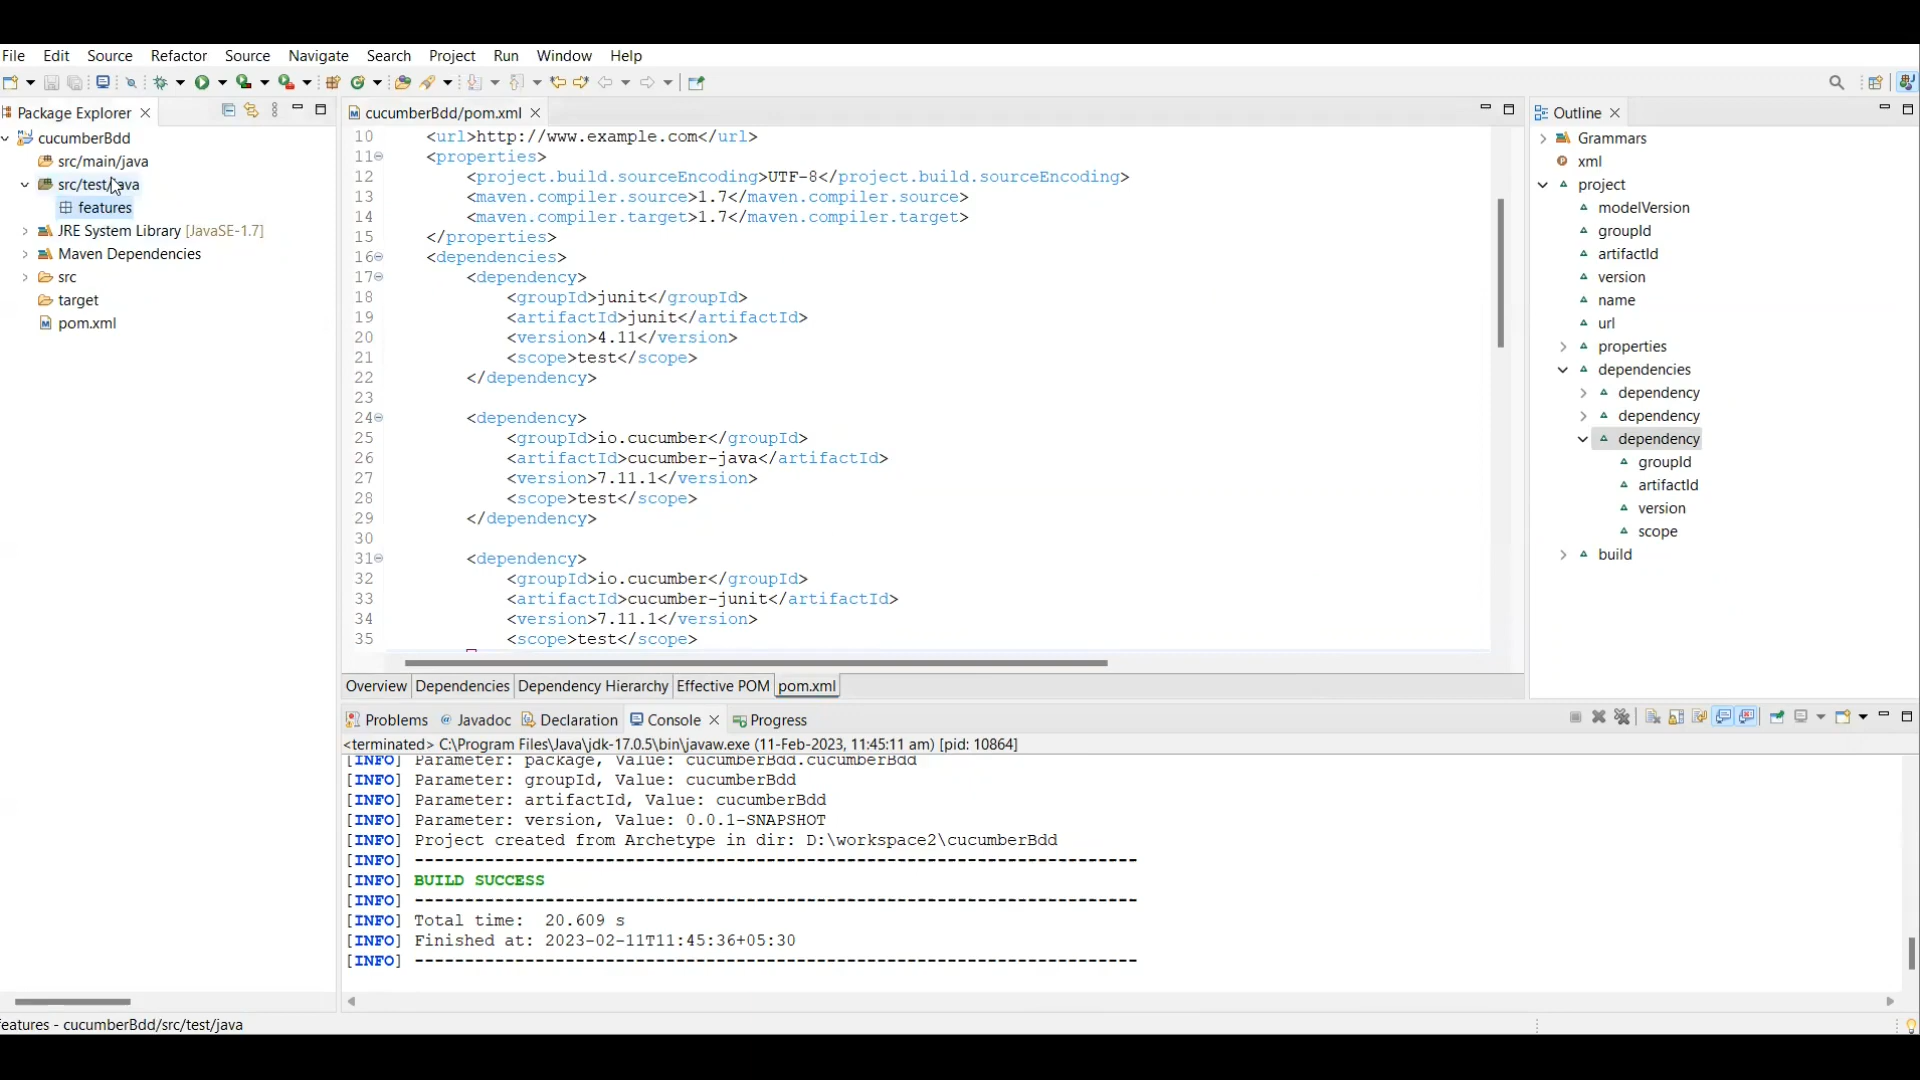 File Edit Source Refactor Source Navigate Search Project Run Window Help
Package Explorer
cucumberBdd
src/main/java
src/test/java
features
JRE System Library [JavaSE-1.7]
Maven Dependencies
src
target
pom.xml
cucumberBdd/pom.xml
10 <url>http://www.example.com</url>
11 <properties>
12 <project.build.sourceEncoding>UTF-8</project.build.sourceEncoding>
13 <maven.compiler.source>1.7</maven.compiler.source>
14 <maven.compiler.target>1.7</maven.compiler.target>
15 </properties>
16 <dependencies>
17 <dependency>
18 <groupId>junit</groupId>
19 <artifactId>junit</artifactId>
20 <version>4.11</version>
21 <scope>test</scope>
22 </dependency>
23
24 <dependency>
25 <groupId>io.cucumber</groupId>
26 <artifactId>cucumber-java</artifactId>
27 <version>7.11.1</version>
28 <scope>test</scope>
29 </dependency>
30
31 <dependency>
32 <groupId>io.cucumber</groupId>
33 <artifactId>cucumber-junit</artifactId>
34 <version>7.11.1</version>
35 <scope>test</scope>
Overview Dependencies Dependency Hierarchy Effective POM pom.xml
Outline
Grammars
xml
project
modelVersion
groupId
artifactId
version
name
url
properties
dependencies
dependency
dependency
dependency
groupId
artifactId
version
scope
build
Problems @ Javadoc Declaration Console Progress
<terminated> C:\Program Files\Java\jdk-17.0.5\bin\javaw.exe (11-Feb-2023, 11:45:11 am) [pid: 10864]
[INFO] Parameter: package, Value: cucumberBdd.cucumberBdd
[INFO] Parameter: groupId, Value: cucumberBdd
[INFO] Parameter: artifactId, Value: cucumberBdd
[INFO] Parameter: version, Value: 0.0.1-SNAPSHOT
[INFO] Project created from Archetype in dir: D:\workspace2\cucumberBdd
[INFO] ------------------------------------------------------------------------
[INFO] BUILD SUCCESS
[INFO] ------------------------------------------------------------------------
[INFO] Total time:  20.609 s
[INFO] Finished at: 2023-02-11T11:45:36+05:30
[INFO] ------------------------------------------------------------------------
eatures - cucumberBdd/src/test/java